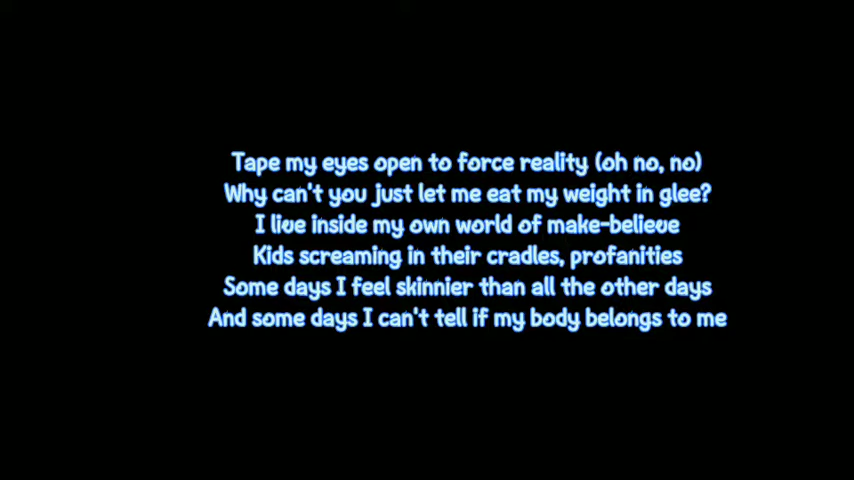 Tape my eyes open to force reality (oh no, no)
Why can't you just let me eat my weight in glee?
I live inside my own world of make-believe
Kids screaming in their cradles, profanities
Some days I feel skinnier than all the other days
And some days I can't tell if my body belongs to me